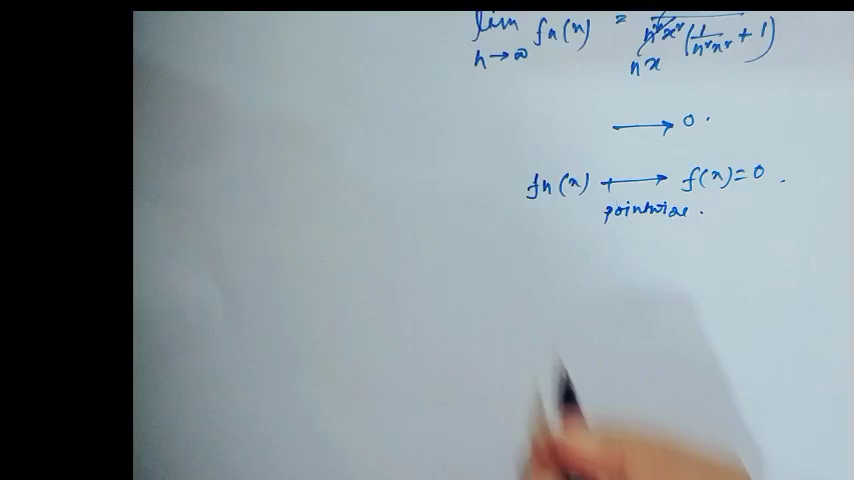 lim fn(x) =
n→∞
n²x² (1/n²x² + 1)
nx
→ 0.
fn(x) → f(x)=0.
pointwise.